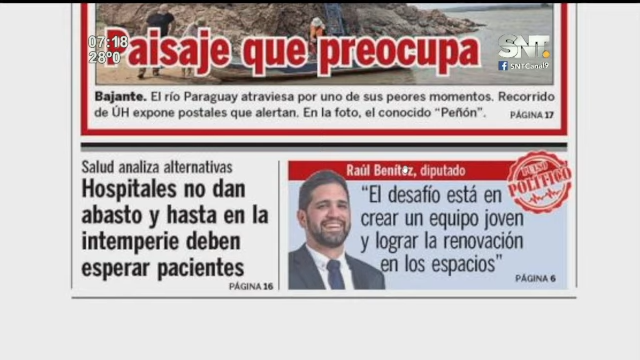 07:18
28°0
Paisaje que preocupa
SNT
SNTCanal9
Bajante. El río Paraguay atraviesa por uno de sus peores momentos. Recorrido
de ÚH expone postales que alertan. En la foto, el conocido “Peñón”.
PÁGINA 17
Salud analiza alternativas
Hospitales no dan
abasto y hasta en la
intemperie deben
esperar pacientes
PÁGINA 16
Raúl Benítez, diputado
PULSO
POLÍTICO
“El desafío está en
crear un equipo joven
y lograr la renovación
en los espacios”
PÁGINA 6